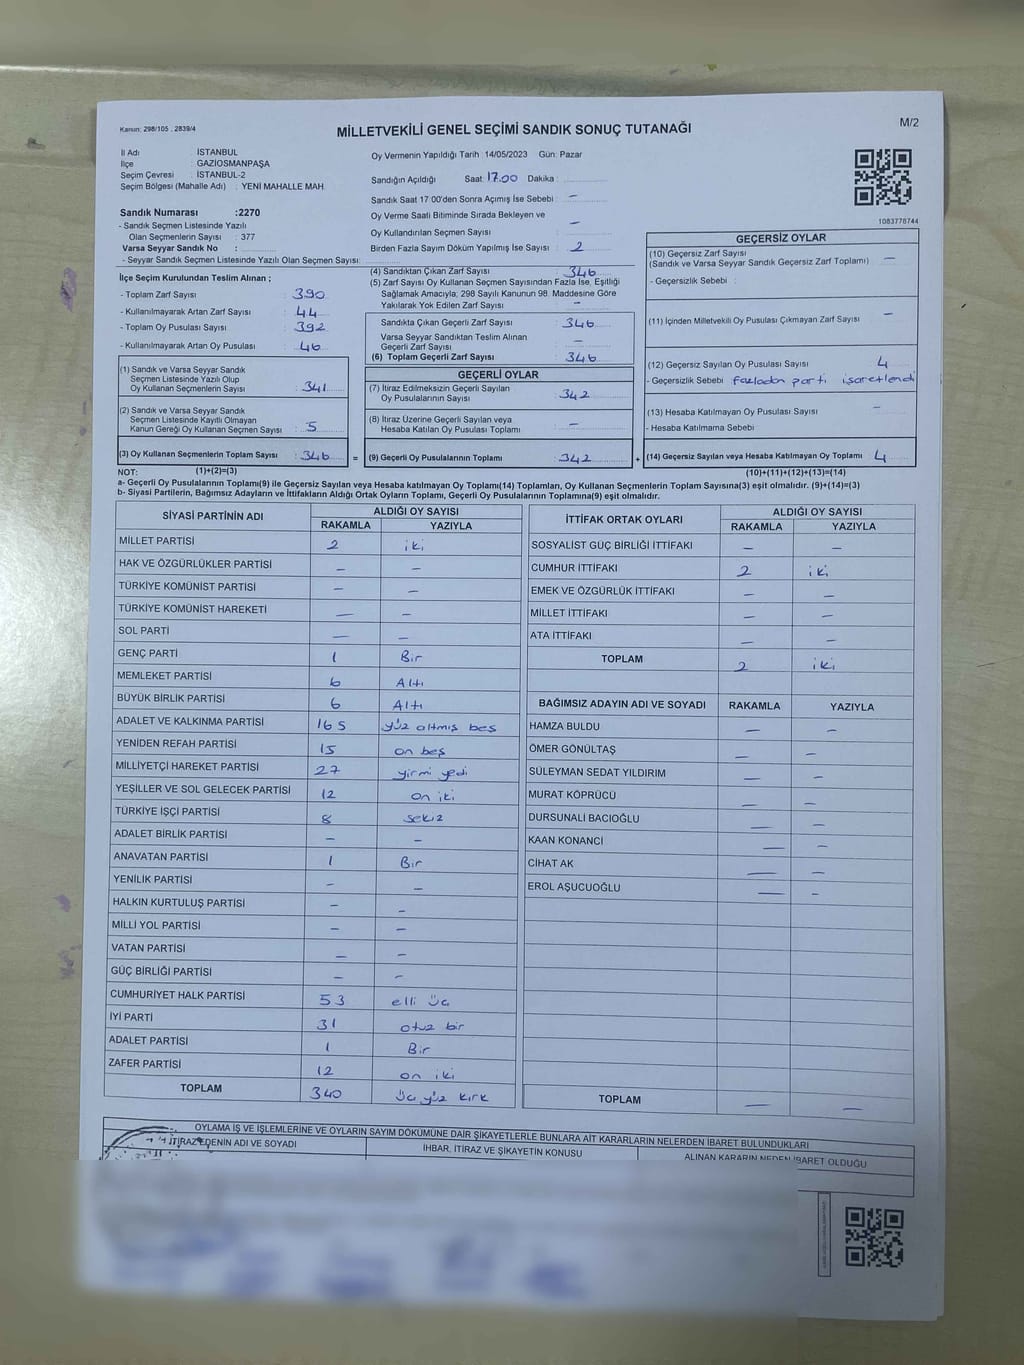 Kanun: 298/105 , 2839/4
MİLLETVEKİLİ GENEL SEÇİMİ SANDIK SONUÇ TUTANAĞI
M/2
İl Adı : İSTANBUL
İlçe : GAZİOSMANPAŞA
Seçim Çevresi : İSTANBUL-2
Seçim Bölgesi (Mahalle Adı) : YENİ MAHALLE MAH.
Sandık Numarası :2270
- Sandık Seçmen Listesinde Yazılı
Olan Seçmenlerin Sayısı : 377
Varsa Seyyar Sandık No :
- Seyyar Sandık Seçmen Listesinde Yazılı Olan Seçmen Sayısı:
Oy Vermenin Yapıldığı Tarih :14/05/2023 Gün: Pazar
Sandığın Açıldığı Saat: 17.00 Dakika :
Sandık Saat 17.00'den Sonra Açımış İse Sebebi : –
Oy Verme Saati Bitiminde Sırada Bekleyen ve
Oy Kullandırılan Seçmen Sayısı : –
Birden Fazla Sayım Döküm Yapılmış İse Sayısı : 2
1083778744
İlçe Seçim Kurulundan Teslim Alınan ;
- Toplam Zarf Sayısı : 390
- Kullanılmayarak Artan Zarf Sayısı : 44
- Toplam Oy Pusulası Sayısı : 392
- Kullanılmayarak Artan Oy Pusulası : 46
(1) Sandık ve Varsa Seyyar Sandık
Seçmen Listesinde Yazılı Olup
Oy Kullanan Seçmenlerin Sayısı : 341
(2) Sandık ve Varsa Seyyar Sandık
Seçmen Listesinde Kayıtlı Olmayan
Kanun Gereği Oy Kullanan Seçmen Sayısı : 5
(3) Oy Kullanan Seçmenlerin Toplam Sayısı : 346
(4) Sandıktan Çıkan Zarf Sayısı : 346
(5) Zarf Sayısı Oy Kullanan Seçmen Sayısından Fazla İse, Eşitliği
Sağlamak Amacıyla; 298 Sayılı Kanunun 98. Maddesine Göre
Yakılarak Yok Edilen Zarf Sayısı : –
Sandıkta Çıkan Geçerli Zarf Sayısı : 346
Varsa Seyyar Sandıktan Teslim Alınan
Geçerli Zarf Sayısı : –
(6) Toplam Geçerli Zarf Sayısı : 346
GEÇERLİ OYLAR
(7) İtiraz Edilmeksizin Geçerli Sayılan
Oy Pusulalarının Sayısı : 342
(8) İtiraz Üzerine Geçerli Sayılan veya
Hesaba Katılan Oy Pusulası Toplamı : –
= (9) Geçerli Oy Pusulalarının Toplamı : 342
GEÇERSİZ OYLAR
(10) Geçersiz Zarf Sayısı
(Sandık ve Varsa Seyyar Sandık Geçersiz Zarf Toplamı) : –
- Geçersizlik Sebebi :
(11) İçinden Milletvekili Oy Pusulası Çıkmayan Zarf Sayısı : –
(12) Geçersiz Sayılan Oy Pusulası Sayısı : 4
- Geçersizlik Sebebi : fazladan parti işaretlendi
(13) Hesaba Katılmayan Oy Pusulası Sayısı : –
- Hesaba Katılmama Sebebi
+ (14) Geçersiz Sayılan veya Hesaba Katılmayan Oy Toplamı : 4
NOT: (1)+(2)=(3)
(10)+(11)+(12)+(13)=(14)
a- Geçerli Oy Pusulalarının Toplamı(9) ile Geçersiz Sayılan veya Hesaba katılmayan Oy Toplamı(14) Toplamları, Oy Kullanan Seçmenlerin Toplam Sayısına(3) eşit olmalıdır. (9)+(14)=(3)
b- Siyasi Partilerin, Bağımsız Adayların ve İttifakların Aldığı Ortak Oyların Toplamı, Geçerli Oy Pusulalarının Toplamına(9) eşit olmalıdır.
SİYASİ PARTİNİN ADI
ALDIĞI OY SAYISI
RAKAMLA YAZIYLA
MİLLET PARTİSİ 2 iki
HAK VE ÖZGÜRLÜKLER PARTİSİ – –
TÜRKİYE KOMÜNİST PARTİSİ – –
TÜRKİYE KOMÜNİST HAREKETİ – –
SOL PARTİ – –
GENÇ PARTİ 1 Bir
MEMLEKET PARTİSİ 6 Altı
BÜYÜK BİRLİK PARTİSİ 6 Altı
ADALET VE KALKINMA PARTİSİ 165 yüz altmış beş
YENİDEN REFAH PARTİSİ 15 on beş
MİLLİYETÇİ HAREKET PARTİSİ 27 yirmi yedi
YEŞİLLER VE SOL GELECEK PARTİSİ 12 on iki
TÜRKİYE İŞÇİ PARTİSİ 8 sekiz
ADALET BİRLİK PARTİSİ – –
ANAVATAN PARTİSİ 1 Bir
YENİLİK PARTİSİ – –
HALKIN KURTULUŞ PARTİSİ – –
MİLLİ YOL PARTİSİ – –
VATAN PARTİSİ – –
GÜÇ BİRLİĞİ PARTİSİ – –
CUMHURİYET HALK PARTİSİ 53 elli üç
İYİ PARTİ 31 otuz bir
ADALET PARTİSİ 1 Bir
ZAFER PARTİSİ 12 on iki
TOPLAM 340 üç yüz kırk
İTTİFAK ORTAK OYLARI
ALDIĞI OY SAYISI
RAKAMLA YAZIYLA
SOSYALİST GÜÇ BİRLİĞİ İTTİFAKI – –
CUMHUR İTTİFAKI 2 iki
EMEK VE ÖZGÜRLÜK İTTİFAKI – –
MİLLET İTTİFAKI – –
ATA İTTİFAKI – –
TOPLAM 2 iki
BAĞIMSIZ ADAYIN ADI VE SOYADI RAKAMLA YAZIYLA
HAMZA BULDU – –
ÖMER GÖNÜLTAŞ – –
SÜLEYMAN SEDAT YILDIRIM – –
MURAT KÖPRÜCÜ – –
DURSUNALİ BACIOĞLU – –
KAAN KONANCİ – –
CİHAT AK – –
EROL AŞUCUOĞLU – –
TOPLAM – –
OYLAMA İŞ VE İŞLEMLERİNE VE OYLARIN SAYIM DÖKÜMÜNE DAİR ŞİKAYETLERLE BUNLARA AİT KARARLARIN NELERDEN İBARET BULUNDUKLARI
İTİRAZ EDENİN ADI VE SOYADI
İHBAR, İTİRAZ VE ŞİKAYETİN KONUSU
ALINAN KARARIN NEDEN İBARET OLDUĞU